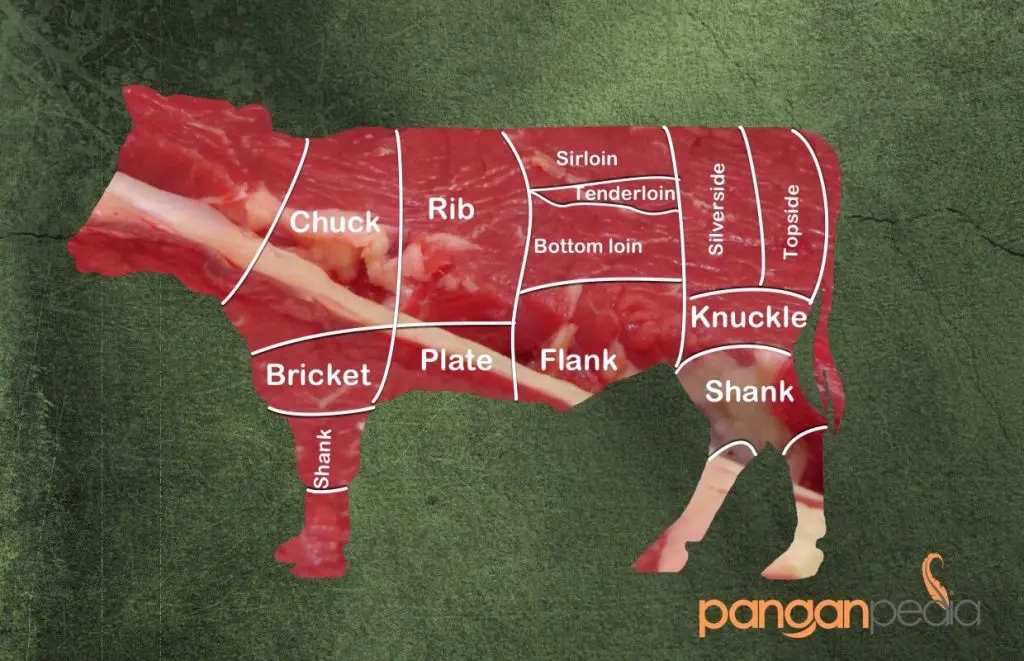 Sirloin
Tenderloin
Chuck
Rib
Bottom loin
Silverside
Topside
Knuckle
Bricket
Plate
Flank
Shank
Shank
panganpedia